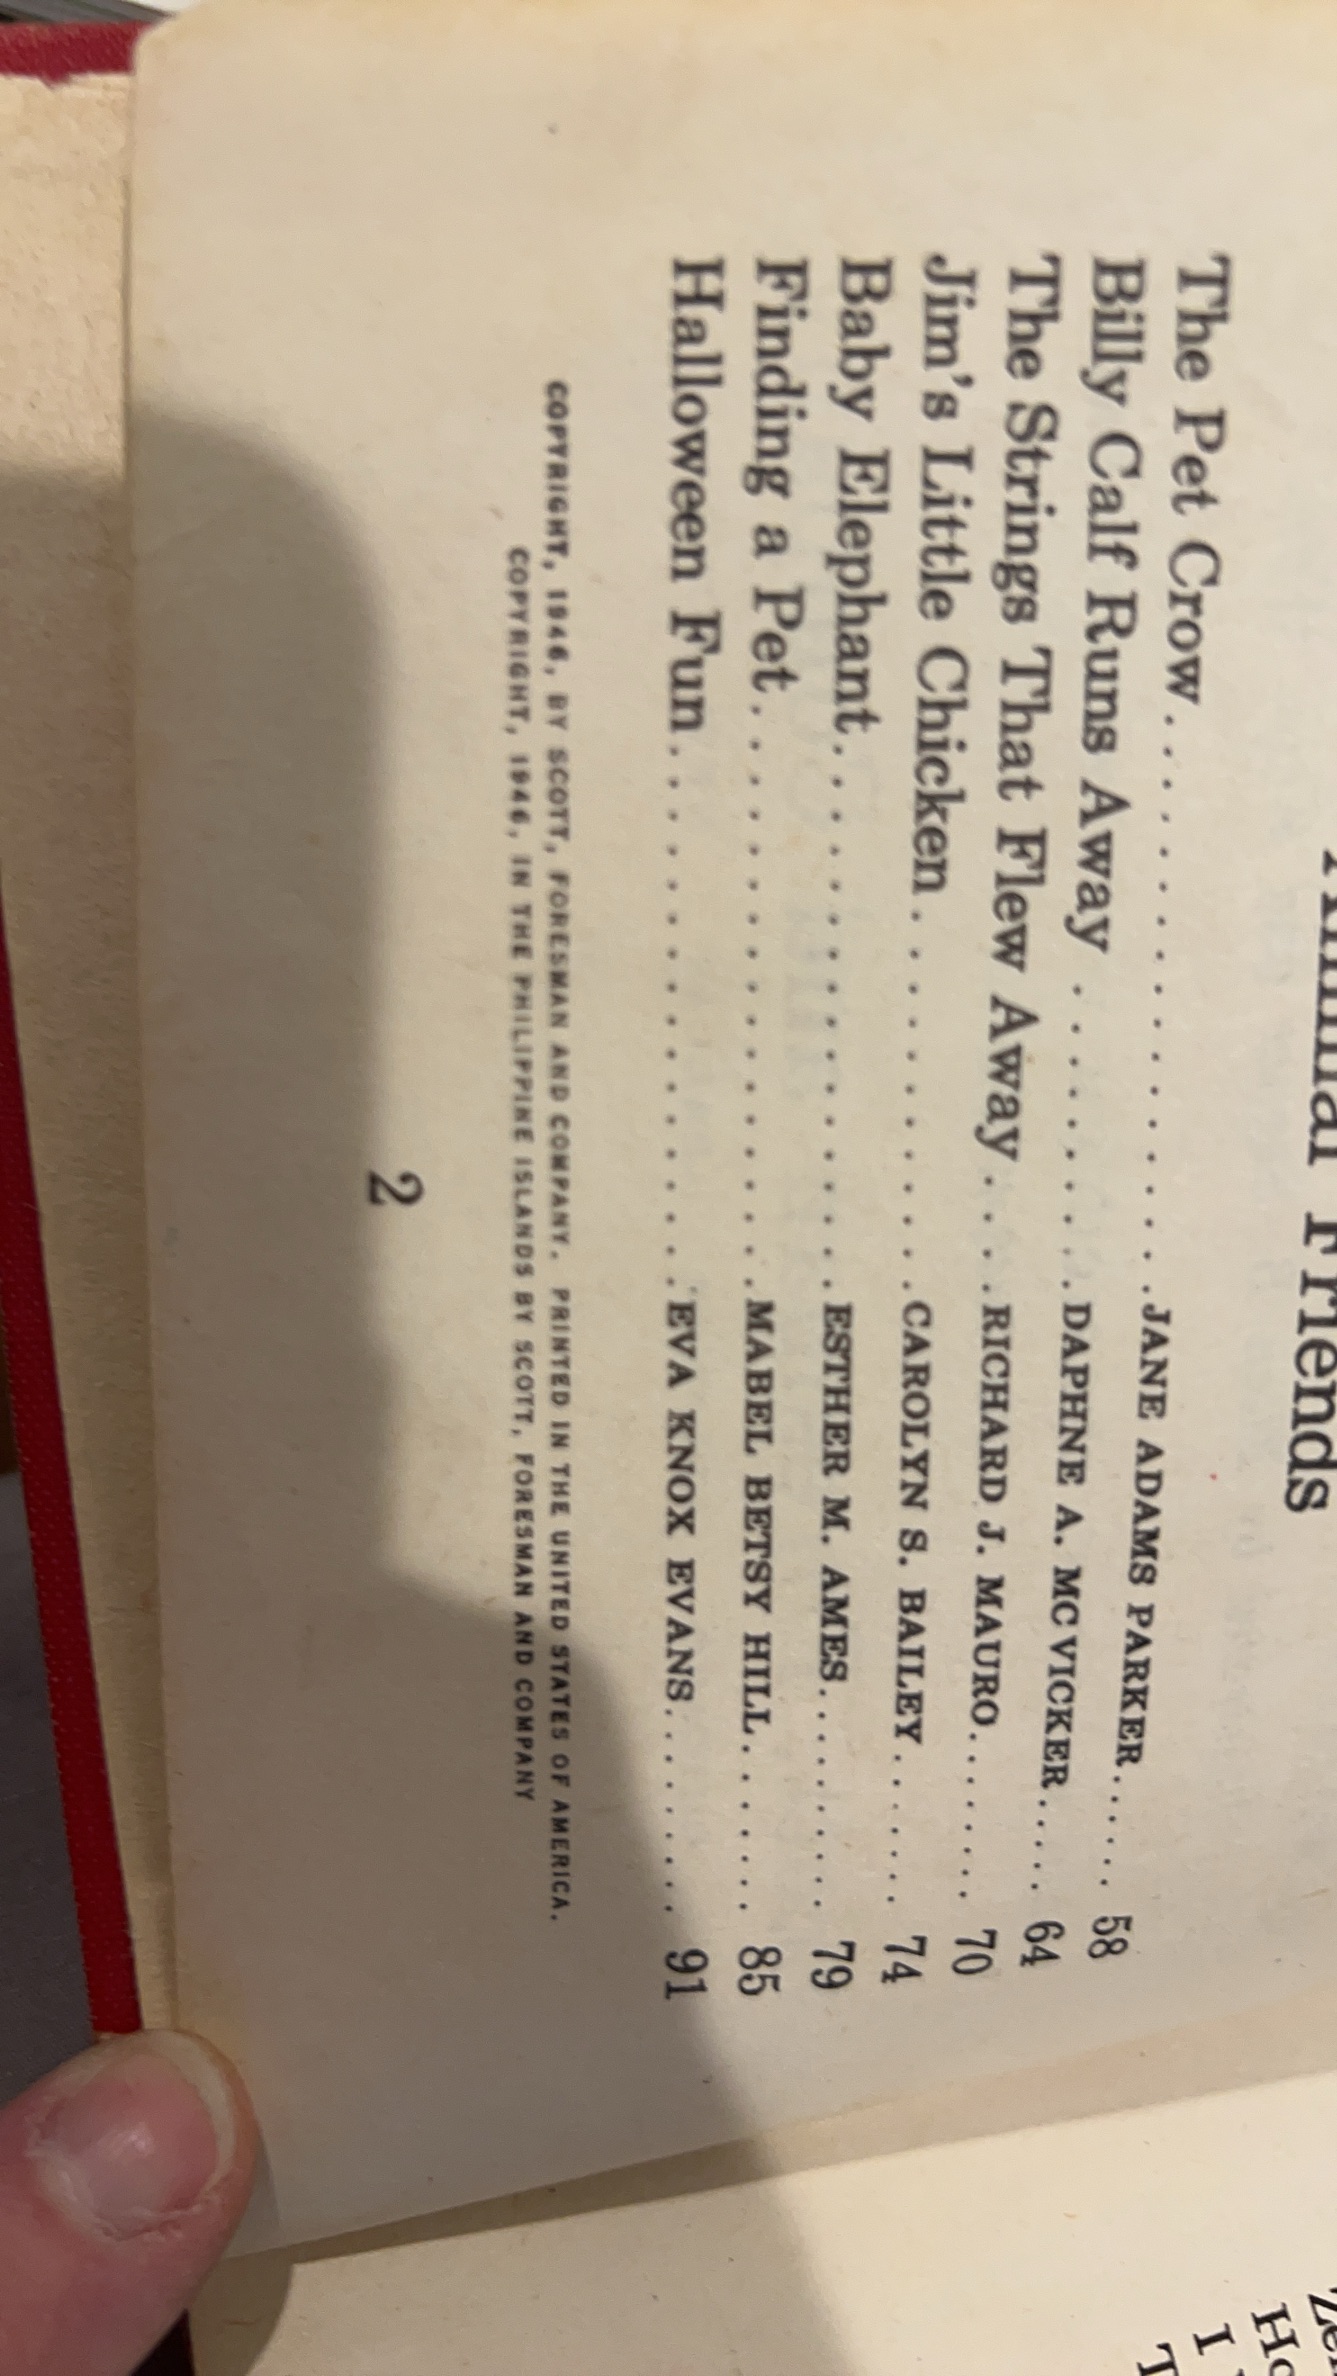 Animal Friends
The Pet Crow. . . . . . . . . . . . . . . JANE ADAMS PARKER. . . . . . 58
Billy Calf Runs Away . . . . . . . . DAPHNE A. MC VICKER. . . . . 64
The Strings That Flew Away . . . . RICHARD J. MAURO. . . . . . . . 70
Jim's Little Chicken. . . . . . . . . . CAROLYN S. BAILEY. . . . . . . 74
Baby Elephant. . . . . . . . . . . . . . ESTHER M. AMES. . . . . . . . . 79
Finding a Pet. . . . . . . . . . . . . . . MABEL BETSY HILL. . . . . . . 85
Halloween Fun. . . . . . . . . . . . . . EVA KNOX EVANS. . . . . . . . 91
COPYRIGHT, 1946, BY SCOTT, FORESMAN AND COMPANY. PRINTED IN THE UNITED STATES OF AMERICA.
COPYRIGHT, 1946, IN THE PHILIPPINE ISLANDS BY SCOTT, FORESMAN AND COMPANY
2